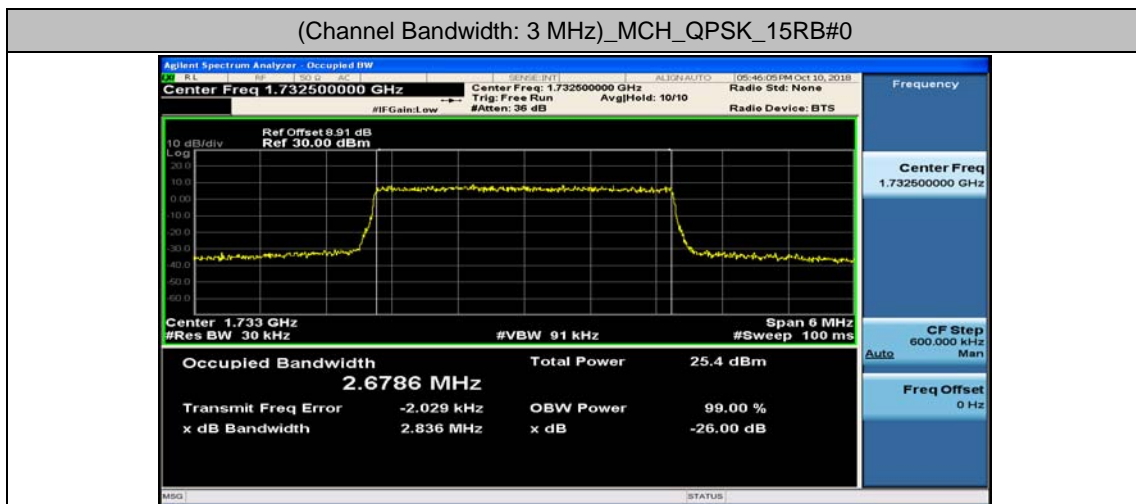 (Channel Bandwidth: 3 MHz)_MCH_QPSK_15RB#0
Agilent Spectrum Analyzer - Occupied BW
RL RF 50 Ω AC SENSE:INT ALIGNAUTO 05:46:05 PM Oct 10, 2018
Center Freq 1.732500000 GHz Center Freq: 1.732500000 GHz Radio Std: None Frequency
Trig: Free Run Avg|Hold: 10/10
#IFGain:Low #Atten: 36 dB Radio Device: BTS
Ref Offset 8.91 dB
10 dB/div Ref 30.00 dBm
Log
20.0
10.0
0.00
-10.0
-20.0
-30.0
-40.0
-50.0
-60.0
Center Freq
1.732500000 GHz
Center 1.733 GHz Span 6 MHz
#Res BW 30 kHz #VBW 91 kHz #Sweep 100 ms
CF Step
600.000 kHz
Auto Man
Occupied Bandwidth Total Power 25.4 dBm
2.6786 MHz
Freq Offset
0 Hz
Transmit Freq Error -2.029 kHz OBW Power 99.00 %
x dB Bandwidth 2.836 MHz x dB -26.00 dB
MSG STATUS